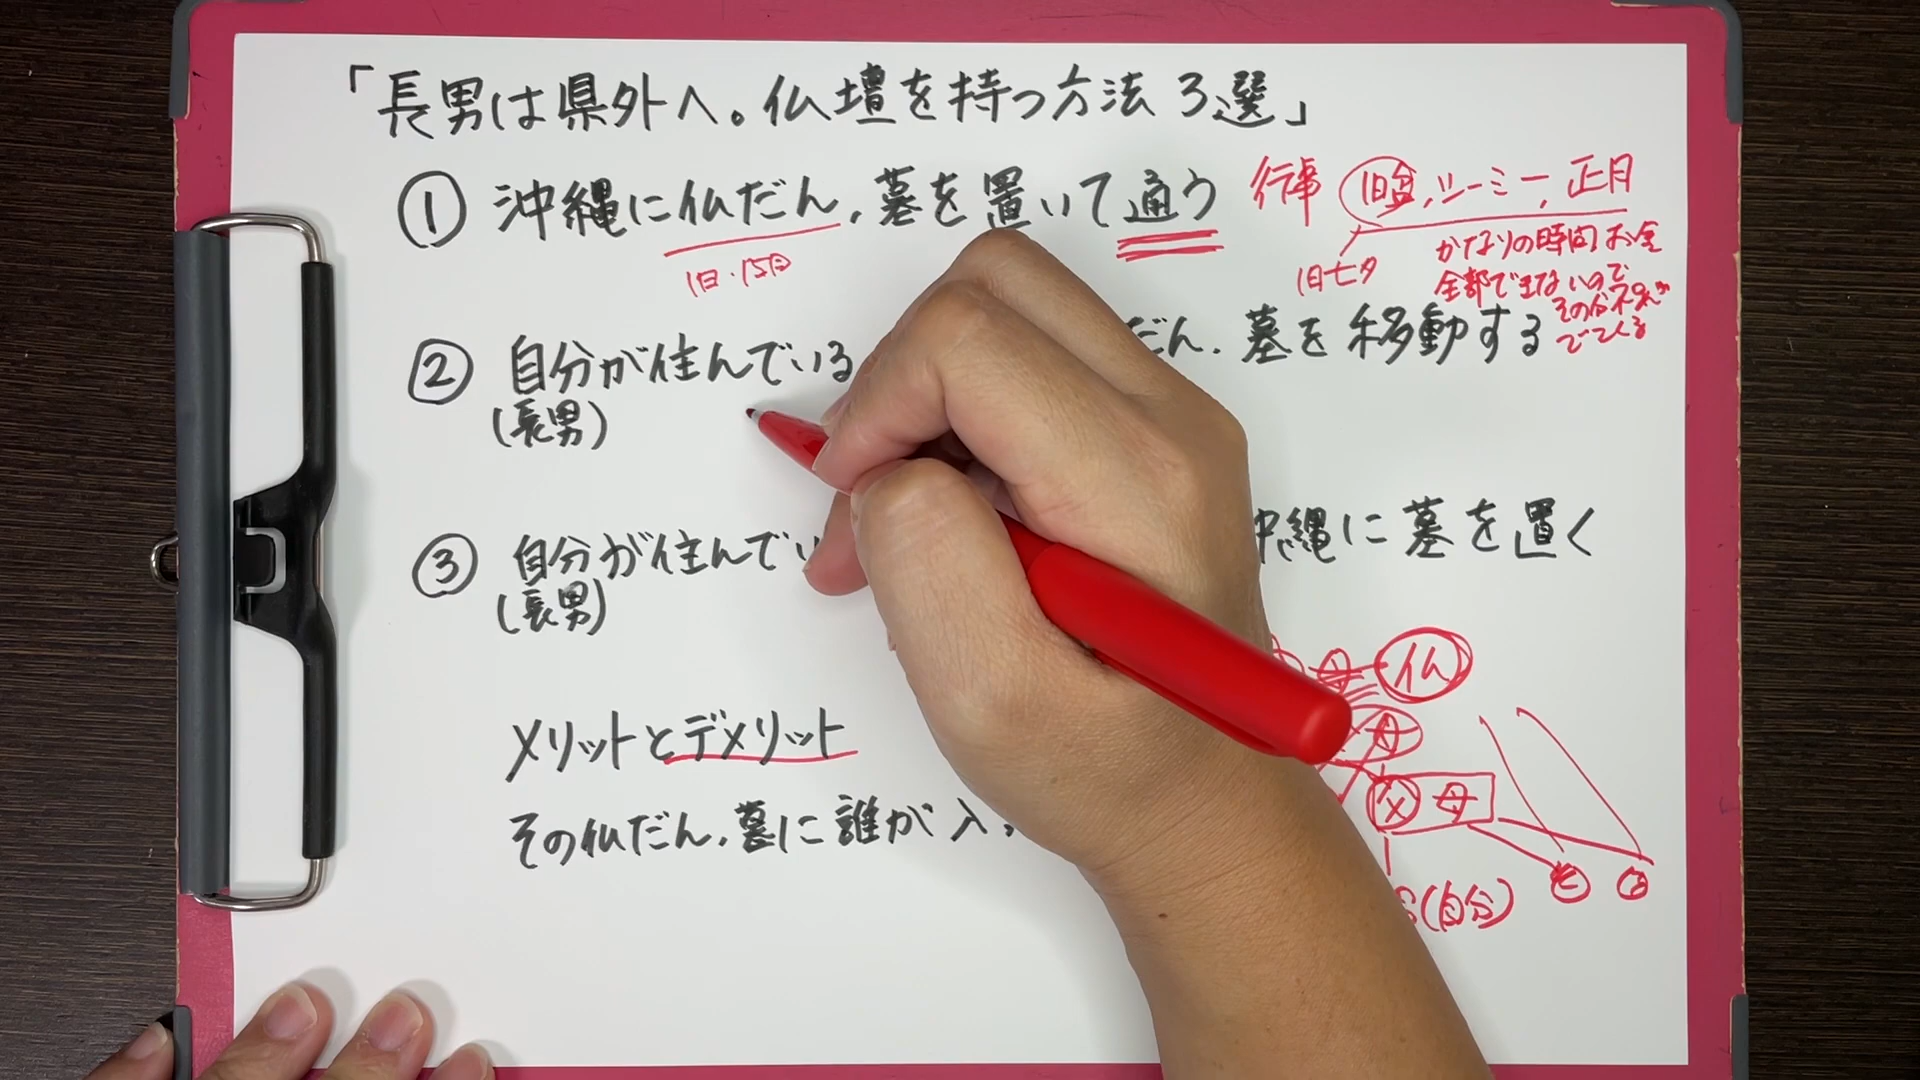 「長男は県外へ。仏壇を持つ方法3選」
① 沖縄に仏だん,墓を置いて通う
行事 旧盆,シーミー,正月
1日・15日
旧七夕
かなりの時間 お金
全部できないので
その分
でてくる
② 自分が住んでいる だん.墓を移動する
(長男)
③ 自分が住んでい 沖縄に墓を置く
(長男)
メリットとデメリット
その仏だん.墓に誰が入
母 仏
母
父 母
(自分)